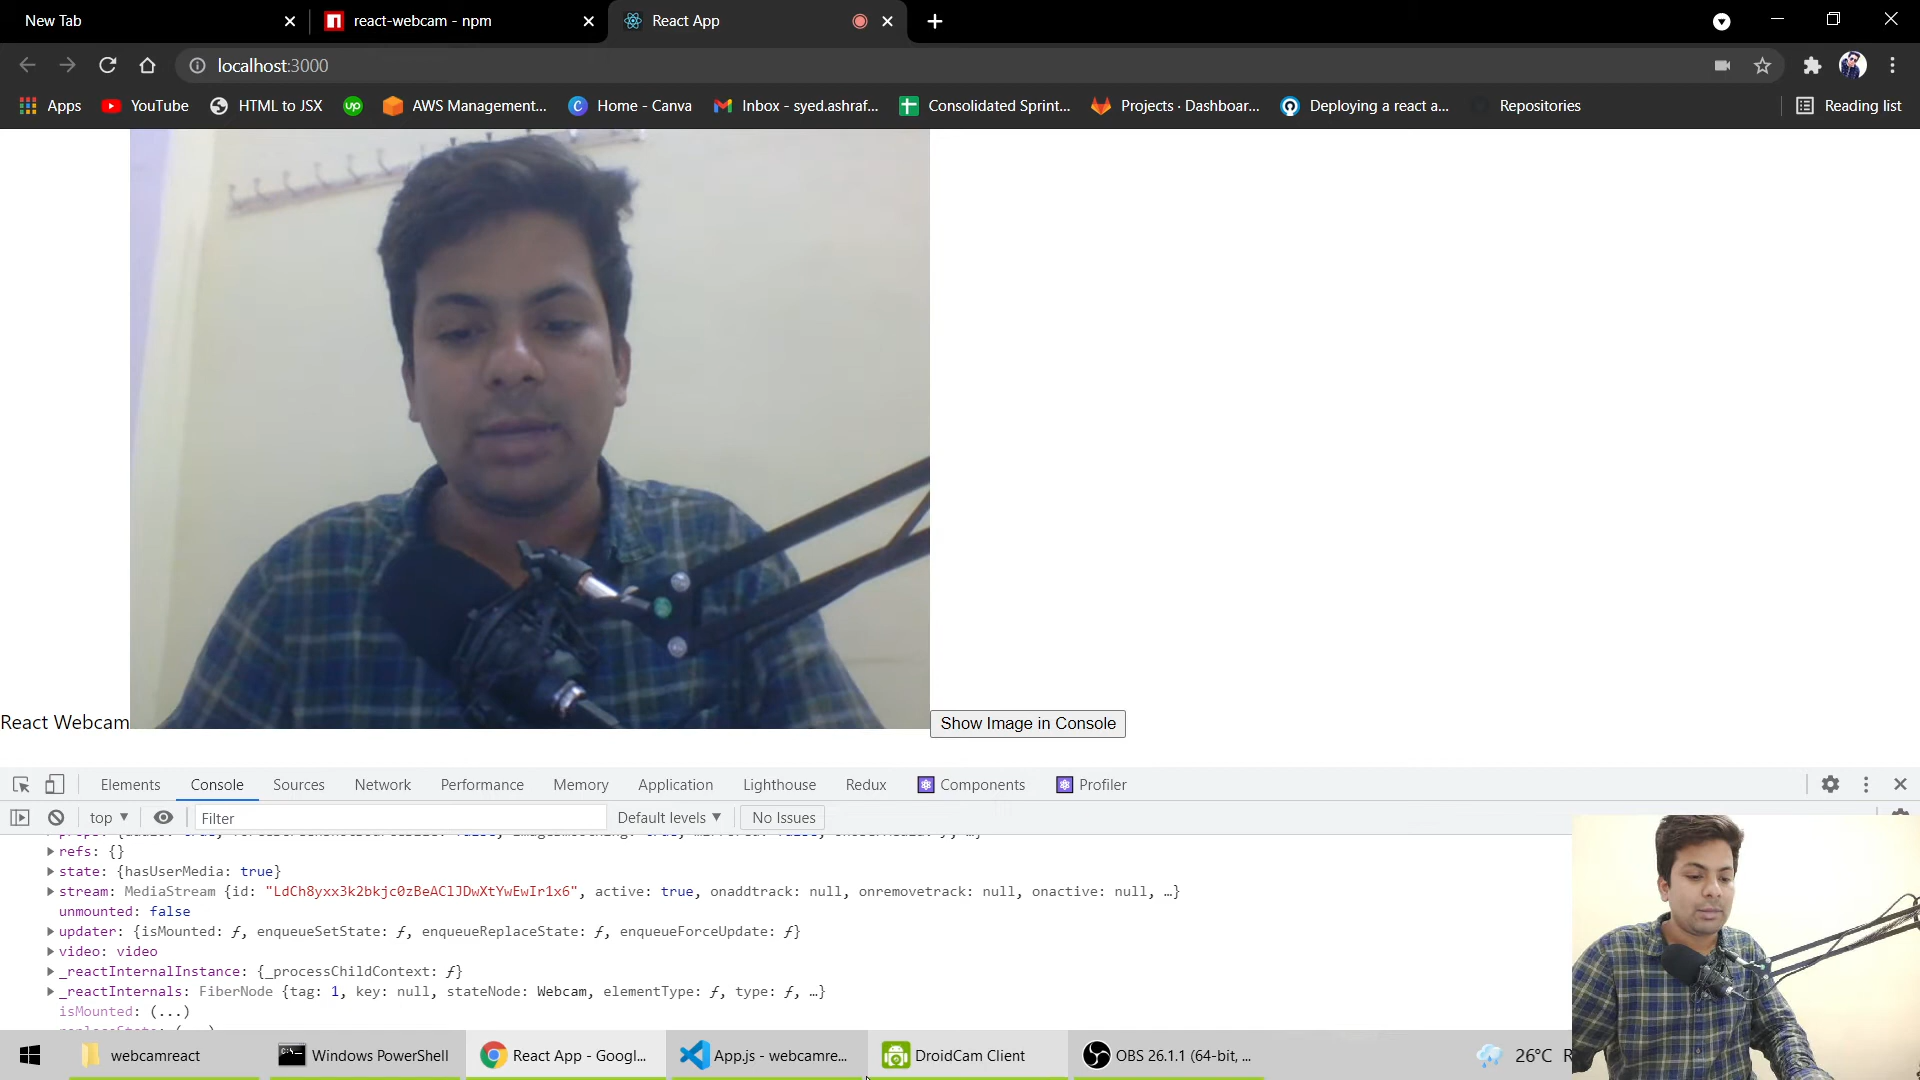 New Tab
react-webcam - npm
React App
localhost:3000
Apps
YouTube
HTML to JSX
up
AWS Management...
Home - Canva
Inbox - syed.ashraf...
Consolidated Sprint...
Projects · Dashboar...
Deploying a react a...
Repositories
Reading list
React Webcam
Show Image in Console
Elements
Console
Sources
Network
Performance
Memory
Application
Lighthouse
Redux
Components
Profiler
top
Filter
Default levels
No Issues
refs: {}
state: {hasUserMedia: true}
stream: MediaStream {id: "LdCh8yxx3k2bkjc0zBeAClJDwXtYwEwIr1x6", active: true, onaddtrack: null, onremovetrack: null, onactive: null, …}
unmounted: false
updater: {isMounted: ƒ, enqueueSetState: ƒ, enqueueReplaceState: ƒ, enqueueForceUpdate: ƒ}
video: video
_reactInternalInstance: {_processChildContext: ƒ}
_reactInternals: FiberNode {tag: 1, key: null, stateNode: Webcam, elementType: ƒ, type: ƒ, …}
isMounted: (...)
webcamreact
Windows PowerShell
React App - Googl...
App.js - webcamre...
DroidCam Client
OBS 26.1.1 (64-bit, ...
26°C